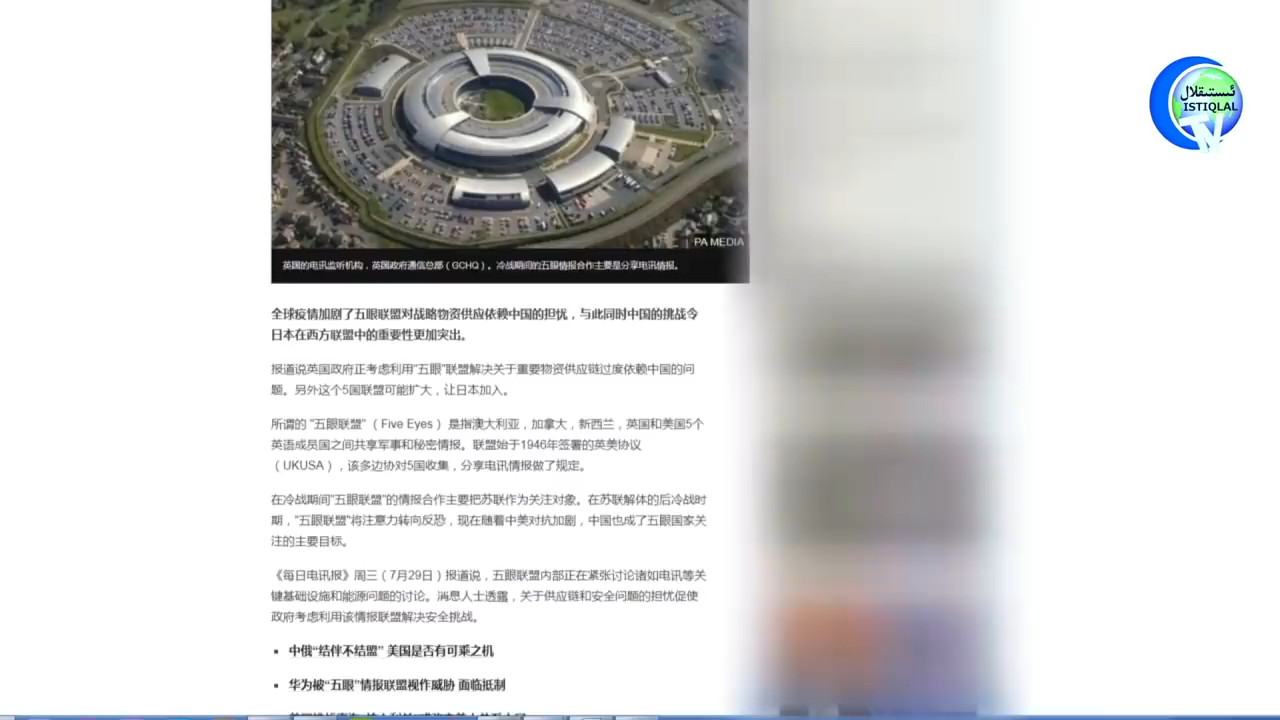 ئىستىقلال
ISTIQLAL
TV
PA MEDIA
英国的电讯监听机构，英国政府通信总部（GCHQ）。冷战期间的五眼情报合作主要是分享电讯情报。
全球疫情加剧了五眼联盟对战略物资供应依赖中国的担忧，与此同时中国的挑战令
日本在西方联盟中的重要性更加突出。
报道说英国政府正考虑利用"五眼"联盟解决关于重要物资供应链过度依赖中国的问
题。另外这个5国联盟可能扩大，让日本加入。
所谓的 "五眼联盟"（ Five Eyes ） 是指澳大利亚，加拿大，新西兰，英国和美国5个
英语成员国之间共享军事和秘密情报。联盟始于1946年签署的英美协议
（UKUSA），该多边协对5国收集，分享电讯情报做了规定。
在冷战期间"五眼联盟"的情报合作主要把苏联作为关注对象。在苏联解体的后冷战时
期，"五眼联盟"将注意力转向反恐，现在随着中美对抗加剧，中国也成了五眼国家关
注的主要目标。
《每日电讯报》周三（7月29日）报道说，五眼联盟内部正在紧张讨论诸如电讯等关
键基础设施和能源问题的讨论。消息人士透露，关于供应链和安全问题的担忧促使
政府考虑利用该情报联盟解决安全挑战。
▪ 中俄“结伴不结盟” 美国是否有可乘之机
▪ 华为被“五眼”情报联盟视作威胁 面临抵制